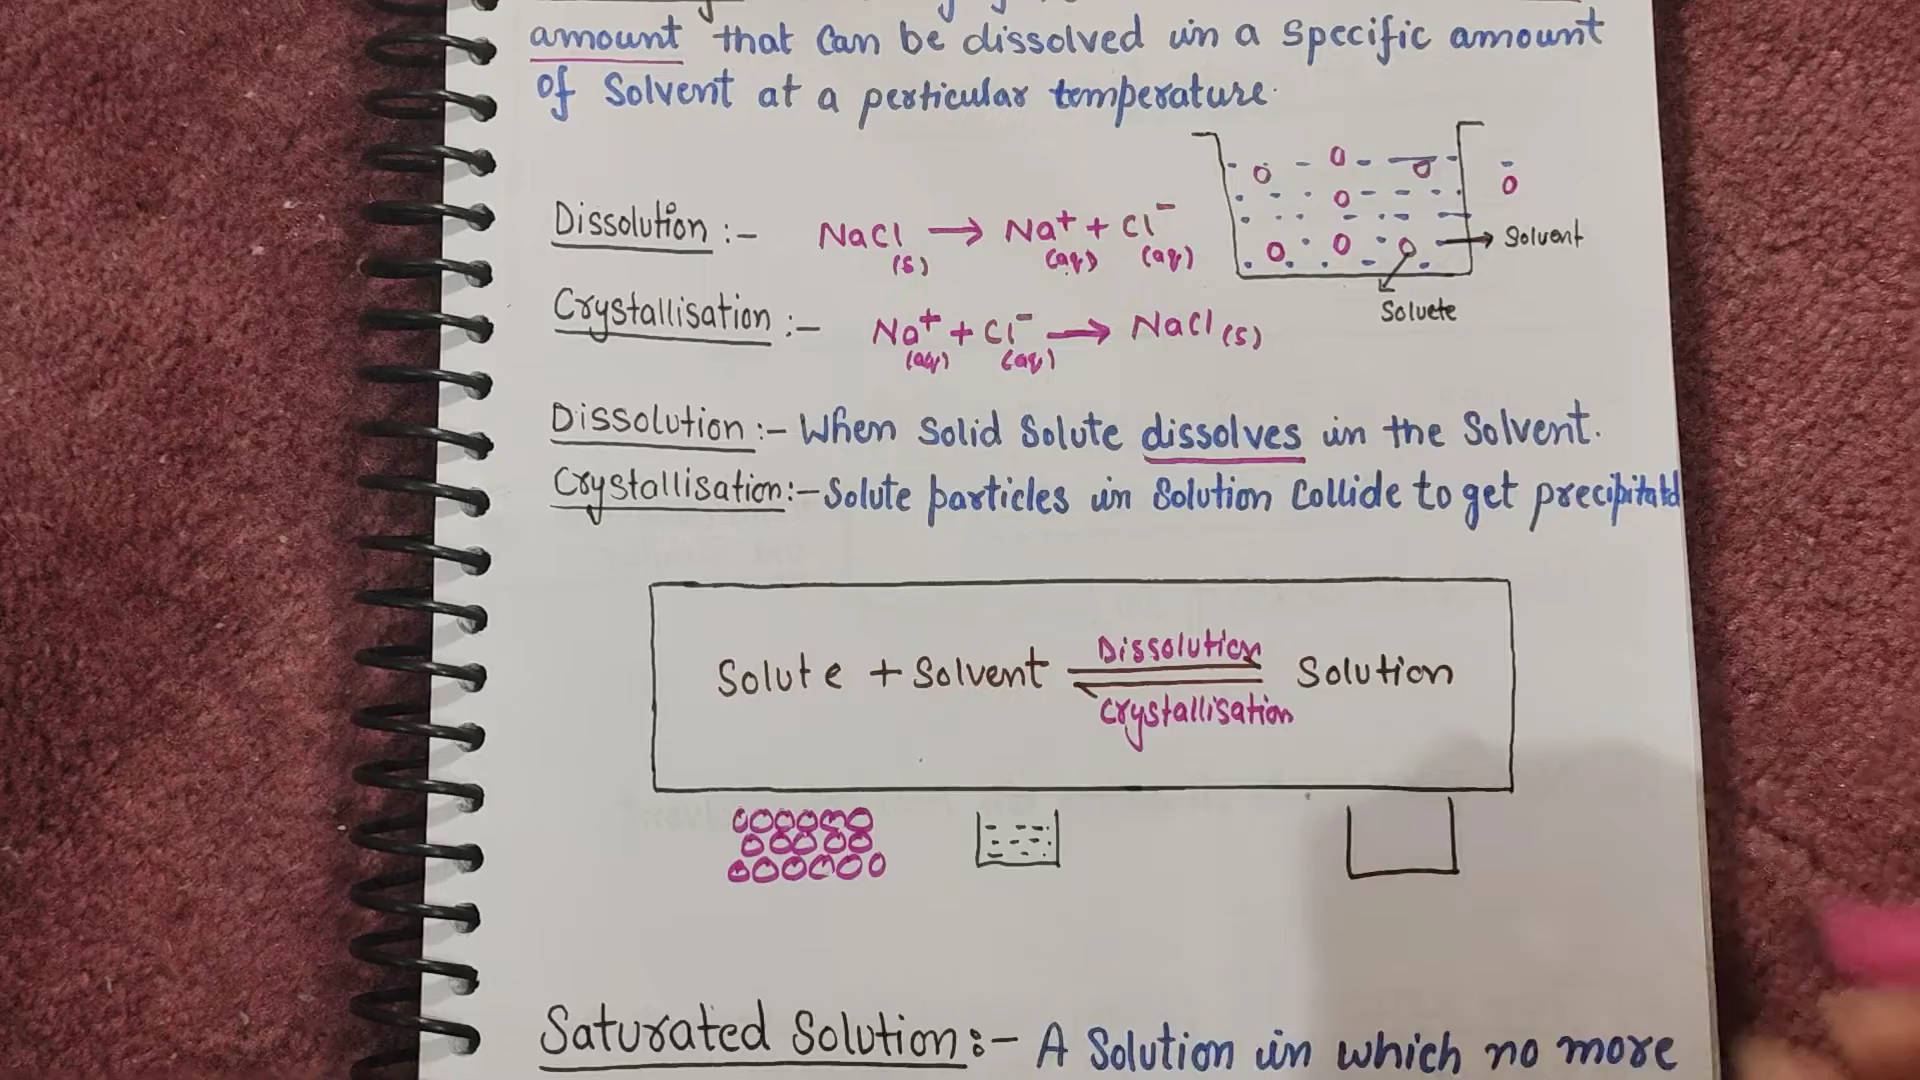 amount that can be dissolved in a specific amount
of Solvent at a perticular temperature.
Dissolution :- NaCl(s) → Na+(aq) + Cl-(aq)
Solvent
Soluete
Crystallisation :- Na+(aq) + Cl-(aq) → NaCl(s)
Dissolution :- When Solid Solute dissolves in the Solvent.
Crystallisation :- Solute particles in Solution Collide to get precipitatd
Dissolution
Solute + Solvent ⇌ Solution
Crystallisation
Saturated Solution :- A Solution in which no more